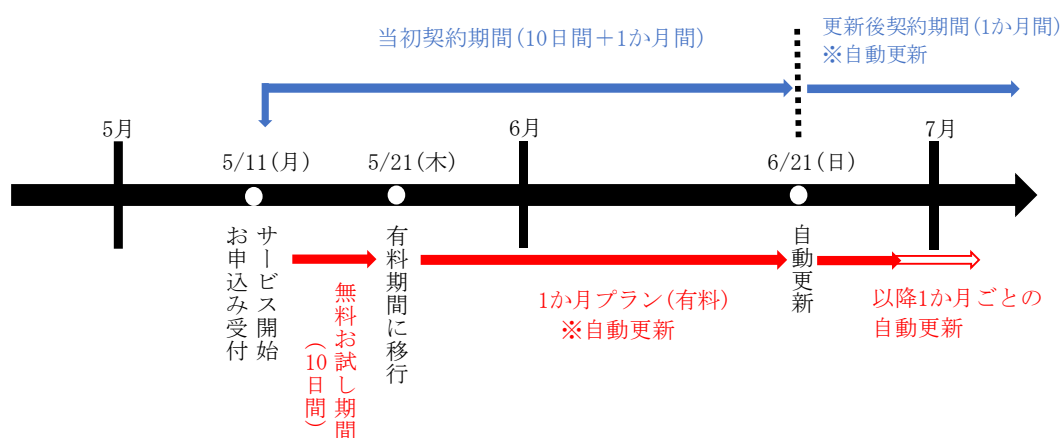 当初契約期間(10日間+1か月間)
更新後契約期間(1か月間)
※自動更新
5月
6月
7月
5/11(月)
5/21(木)
6/21(日)
サービス開始
お申込み受付
無料お試し期間
(10日間)
有料期間に移行
1か月プラン(有料)
※自動更新
自動更新
以降1か月ごとの
自動更新